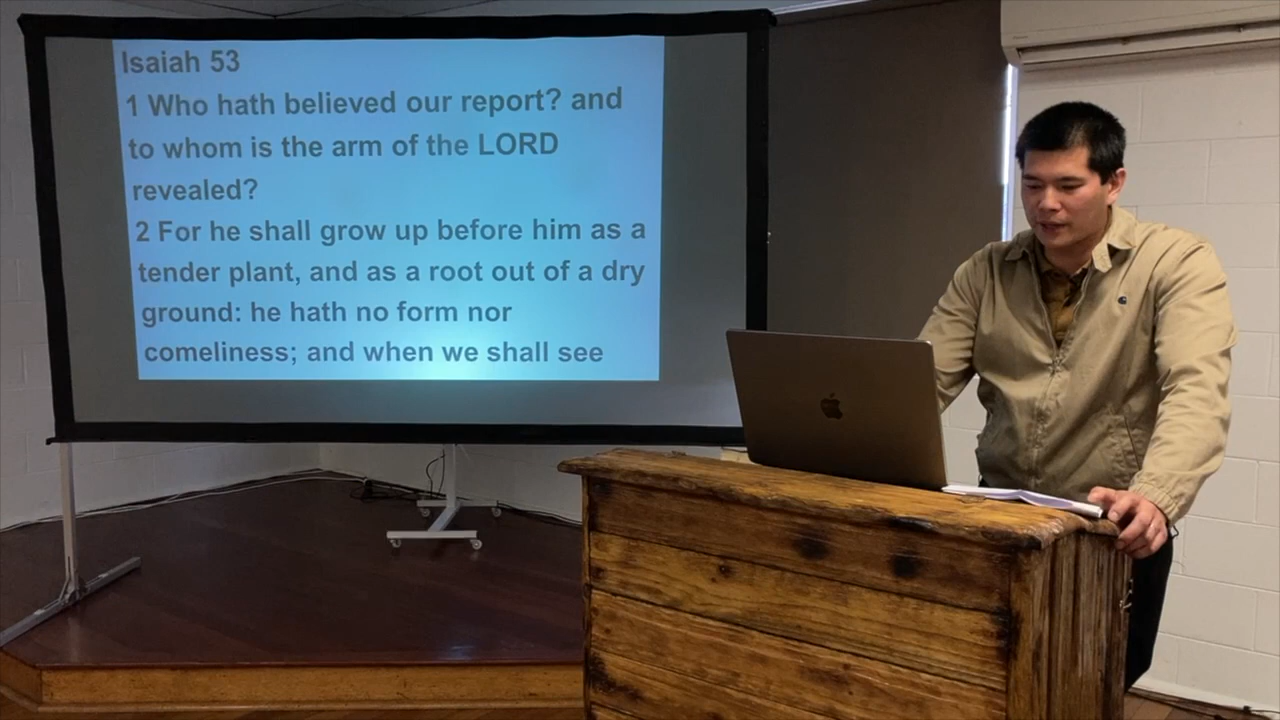 Isaiah 53
1 Who hath believed our report? and
to whom is the arm of the LORD
revealed?
2 For he shall grow up before him as a
tender plant, and as a root out of a dry
ground: he hath no form nor
comeliness; and when we shall see